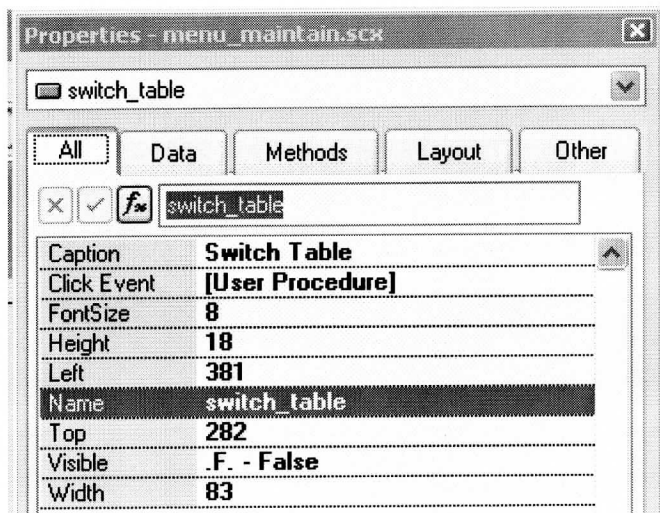 Properties - menu_maintain.scx
switch_table
All Data Methods Layout Other
fx switch_table
Caption Switch Table
Click Event [User Procedure]
FontSize 8
Height 18
Left 381
Name switch_table
Top 282
Visible .F. - False
Width 83